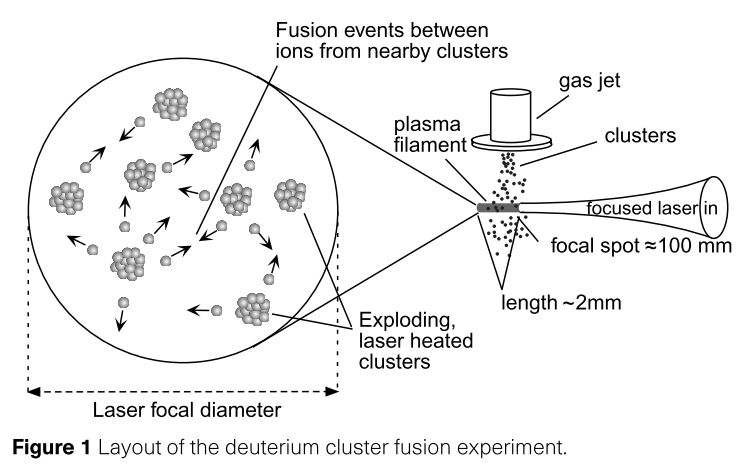 Fusion events between
ions from nearby clusters
gas jet
plasma
filament
clusters
focused laser in
focal spot ≈100 mm
length ~2mm
Exploding,
laser heated
clusters
Laser focal diameter
Figure 1 Layout of the deuterium cluster fusion experiment.